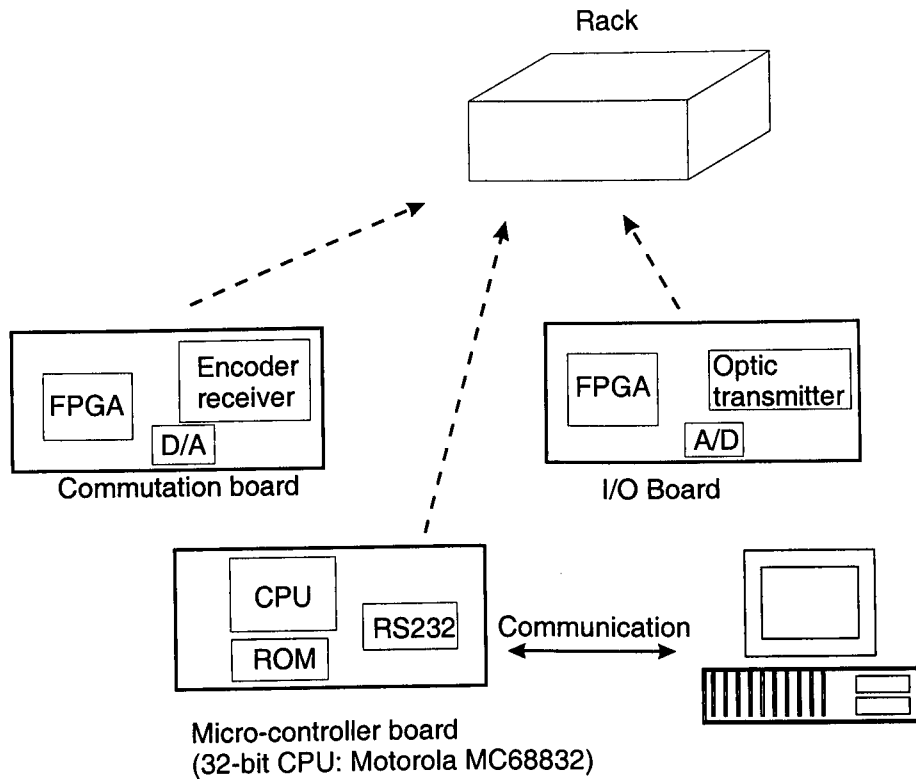 Rack
FPGA
Encoder
receiver
D/A
Commutation board
FPGA
Optic
transmitter
A/D
I/O Board
CPU
ROM
RS232
Communication
Micro-controller board
(32-bit CPU: Motorola MC68832)